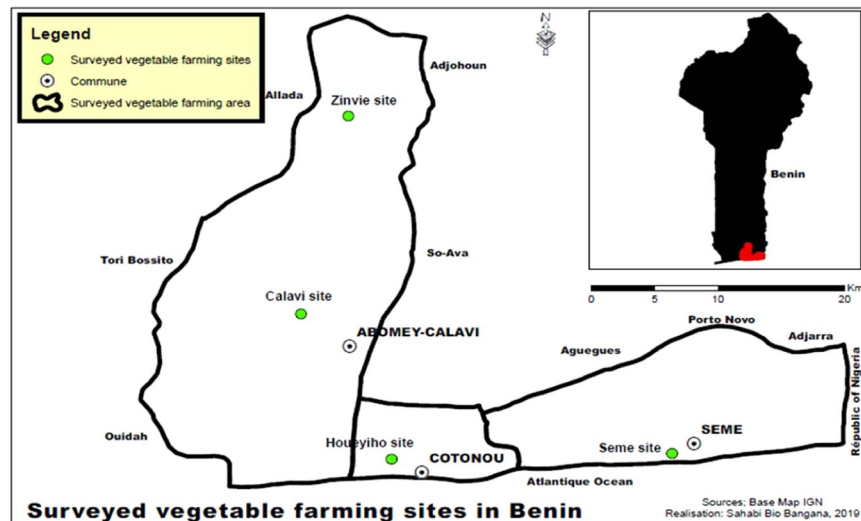 Legend
Surveyed vegetable farming sites
Commune
Surveyed vegetable farming area
N
Adjohoun
Allada
Zinvie site
Benin
Tori Bossito
So-Ava
Calavi site
ABOMEY-CALAVI
0 5 10 20 Km
Porto Novo
Adjarra
Aguegues
Républic of Nigeria
Ouidah
Houeyiho site
COTONOU
Seme site
SEME
Atlantique Ocean
Surveyed vegetable farming sites in Benin
Sources; Base Map IGN
Realisation: Sahabi Bio Bangana, 2019